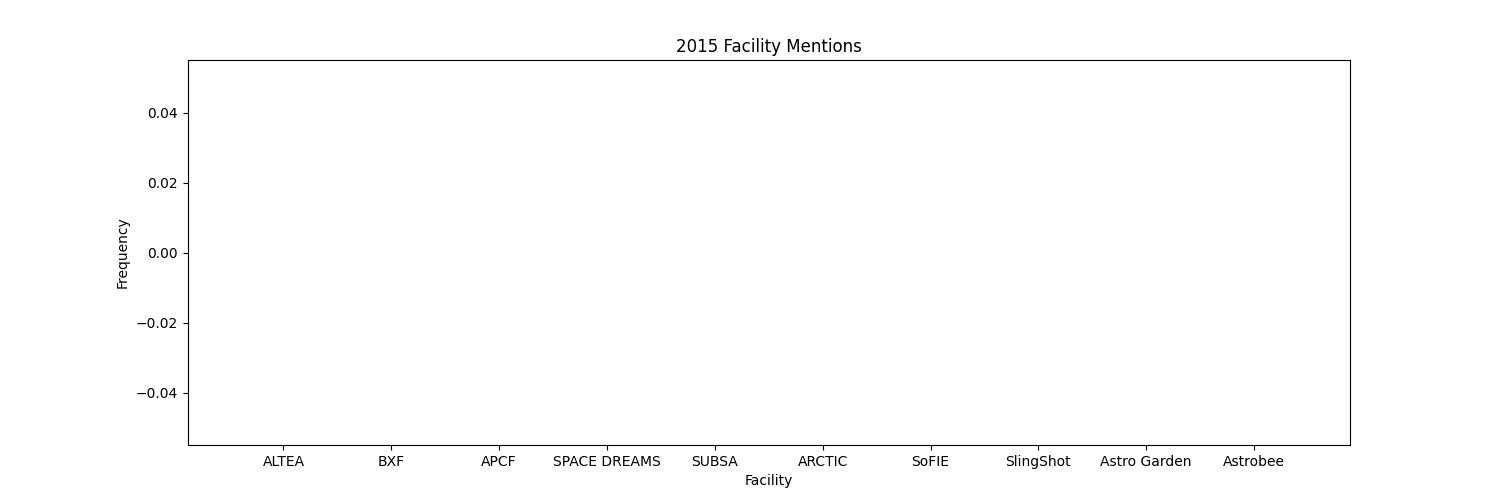 2015 Facility Mentions
0.04
0.02
0.00
−0.02
−0.04
Frequency
ALTEA BXF APCF SPACE DREAMS SUBSA ARCTIC SoFIE SlingShot Astro Garden Astrobee
Facility